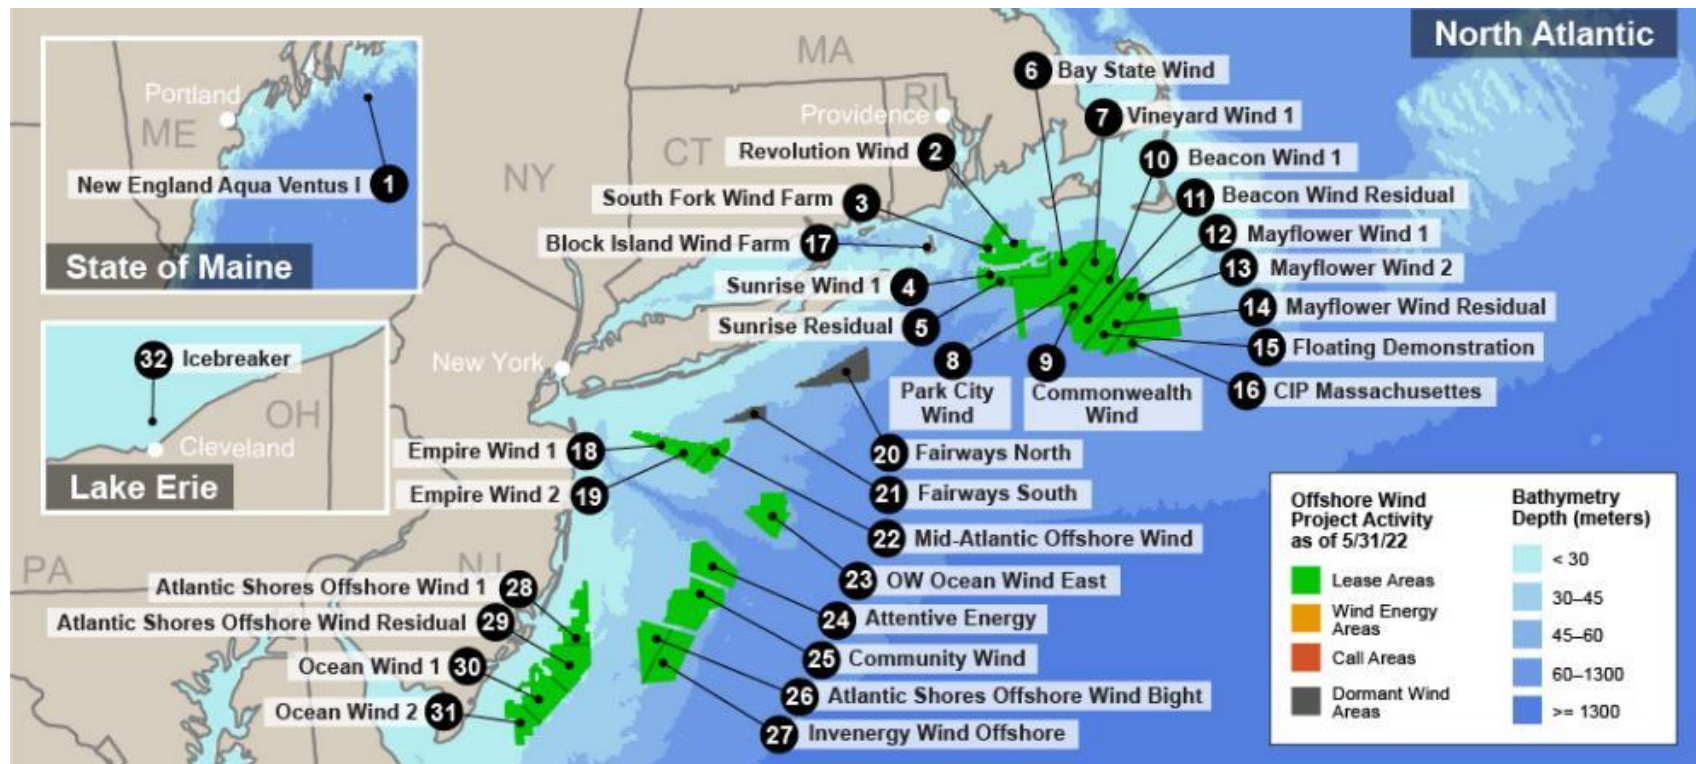 North Atlantic
MA
6 Bay State Wind
Portland
ME
RI
Providence
7 Vineyard Wind 1
CT
Revolution Wind 2
10 Beacon Wind 1
NY
New England Aqua Ventus I 1
South Fork Wind Farm 3
11 Beacon Wind Residual
Block Island Wind Farm 17
12 Mayflower Wind 1
State of Maine
13 Mayflower Wind 2
Sunrise Wind 1 4
14 Mayflower Wind Residual
Sunrise Residual 5
15 Floating Demonstration
32 Icebreaker
New York
8
Park City
Wind
9
Commonwealth
Wind
16 CIP Massachusettes
OH
Cleveland
Lake Erie
Empire Wind 1 18
20 Fairways North
Empire Wind 2 19
21 Fairways South
22 Mid-Atlantic Offshore Wind
PA
NJ
23 OW Ocean Wind East
Atlantic Shores Offshore Wind 1 28
24 Attentive Energy
Atlantic Shores Offshore Wind Residual 29
25 Community Wind
Ocean Wind 1 30
26 Atlantic Shores Offshore Wind Bight
Ocean Wind 2 31
27 Invenergy Wind Offshore
Offshore Wind
Project Activity
as of 5/31/22
Lease Areas
Wind Energy
Areas
Call Areas
Dormant Wind
Areas
Bathymetry
Depth (meters)
< 30
30–45
45–60
60–1300
>= 1300